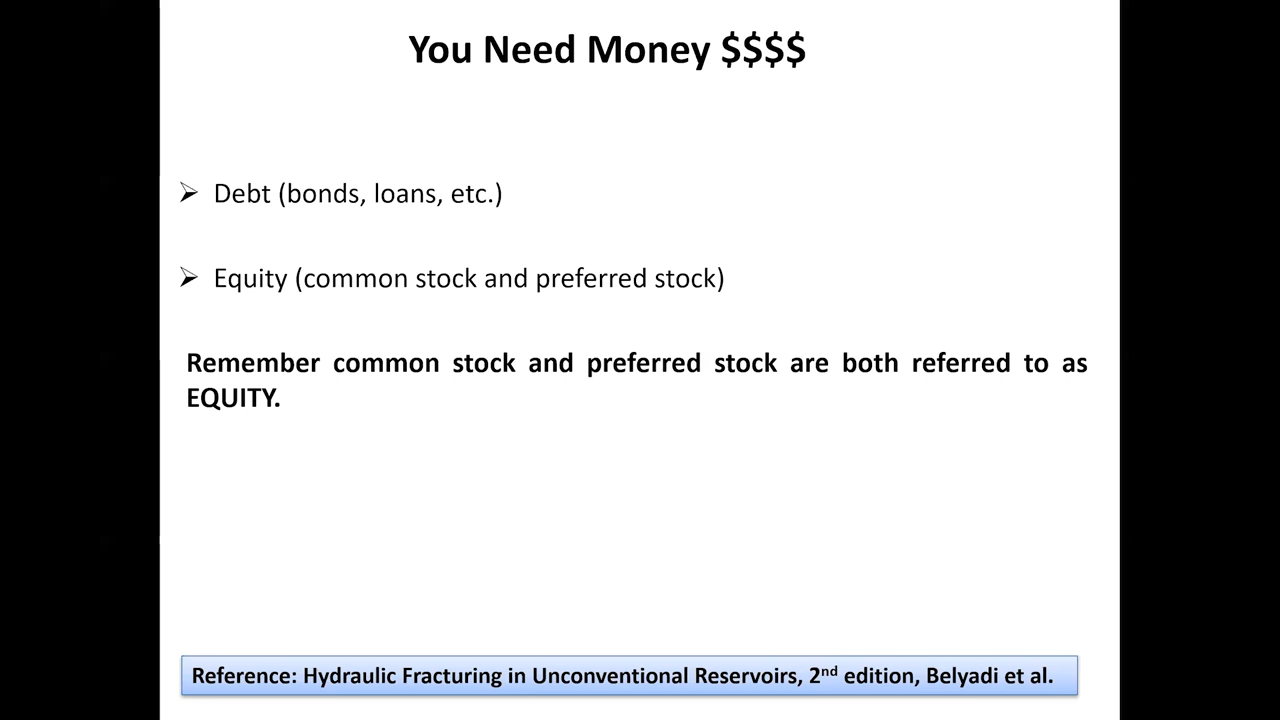 You Need Money $$$$
➢ Debt (bonds, loans, etc.)
➢ Equity (common stock and preferred stock)
Remember common stock and preferred stock are both referred to as
EQUITY.
Reference: Hydraulic Fracturing in Unconventional Reservoirs, 2nd edition, Belyadi et al.